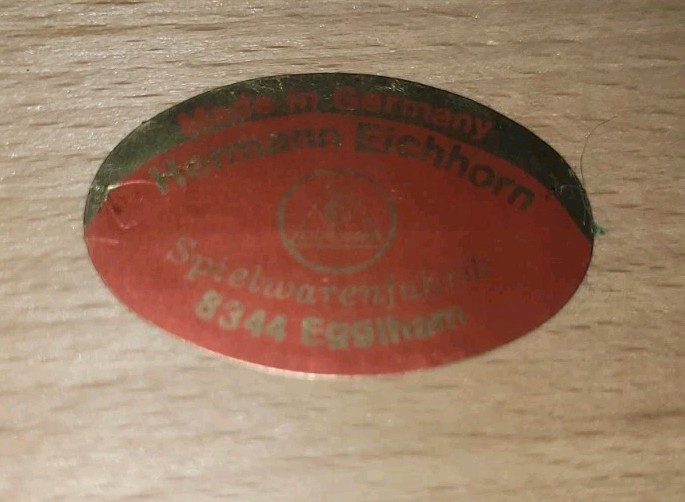 Made in Germany
Hermann Eichhorn
Spielwarenfabrik
8344 Egglham